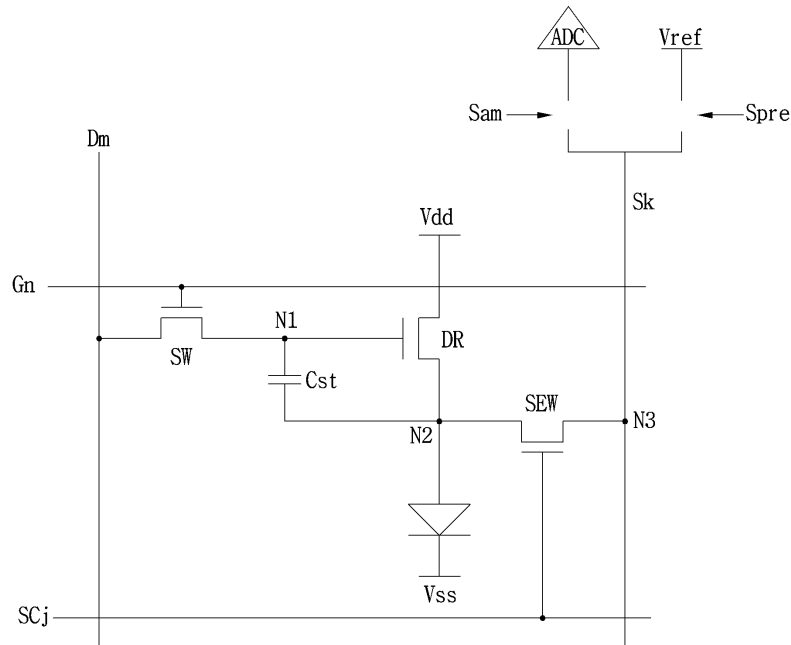 ADC
Vref
Sam
Spre
Dm
Sk
Vdd
Gn
N1
DR
SW
Cst
SEW
N2
N3
Vss
SCj